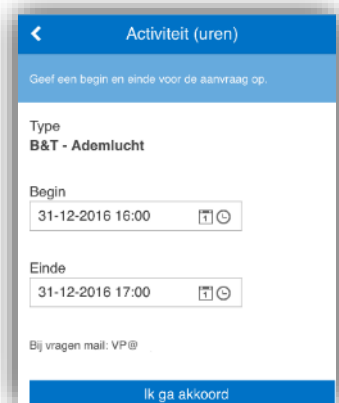 Activiteit (uren)
Geef een begin en einde voor de aanvraag op.
Type
B&T - Ademlucht
Begin
31-12-2016 16:00
Einde
31-12-2016 17:00
Bij vragen mail: VP@
Ik ga akkoord